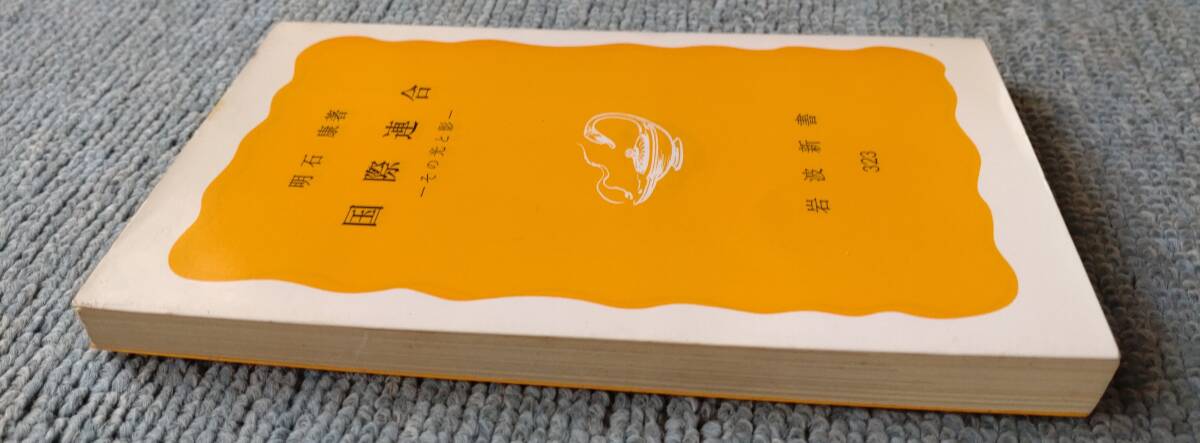 明石 康著
国際連合
―その光と影―
岩波新書
323